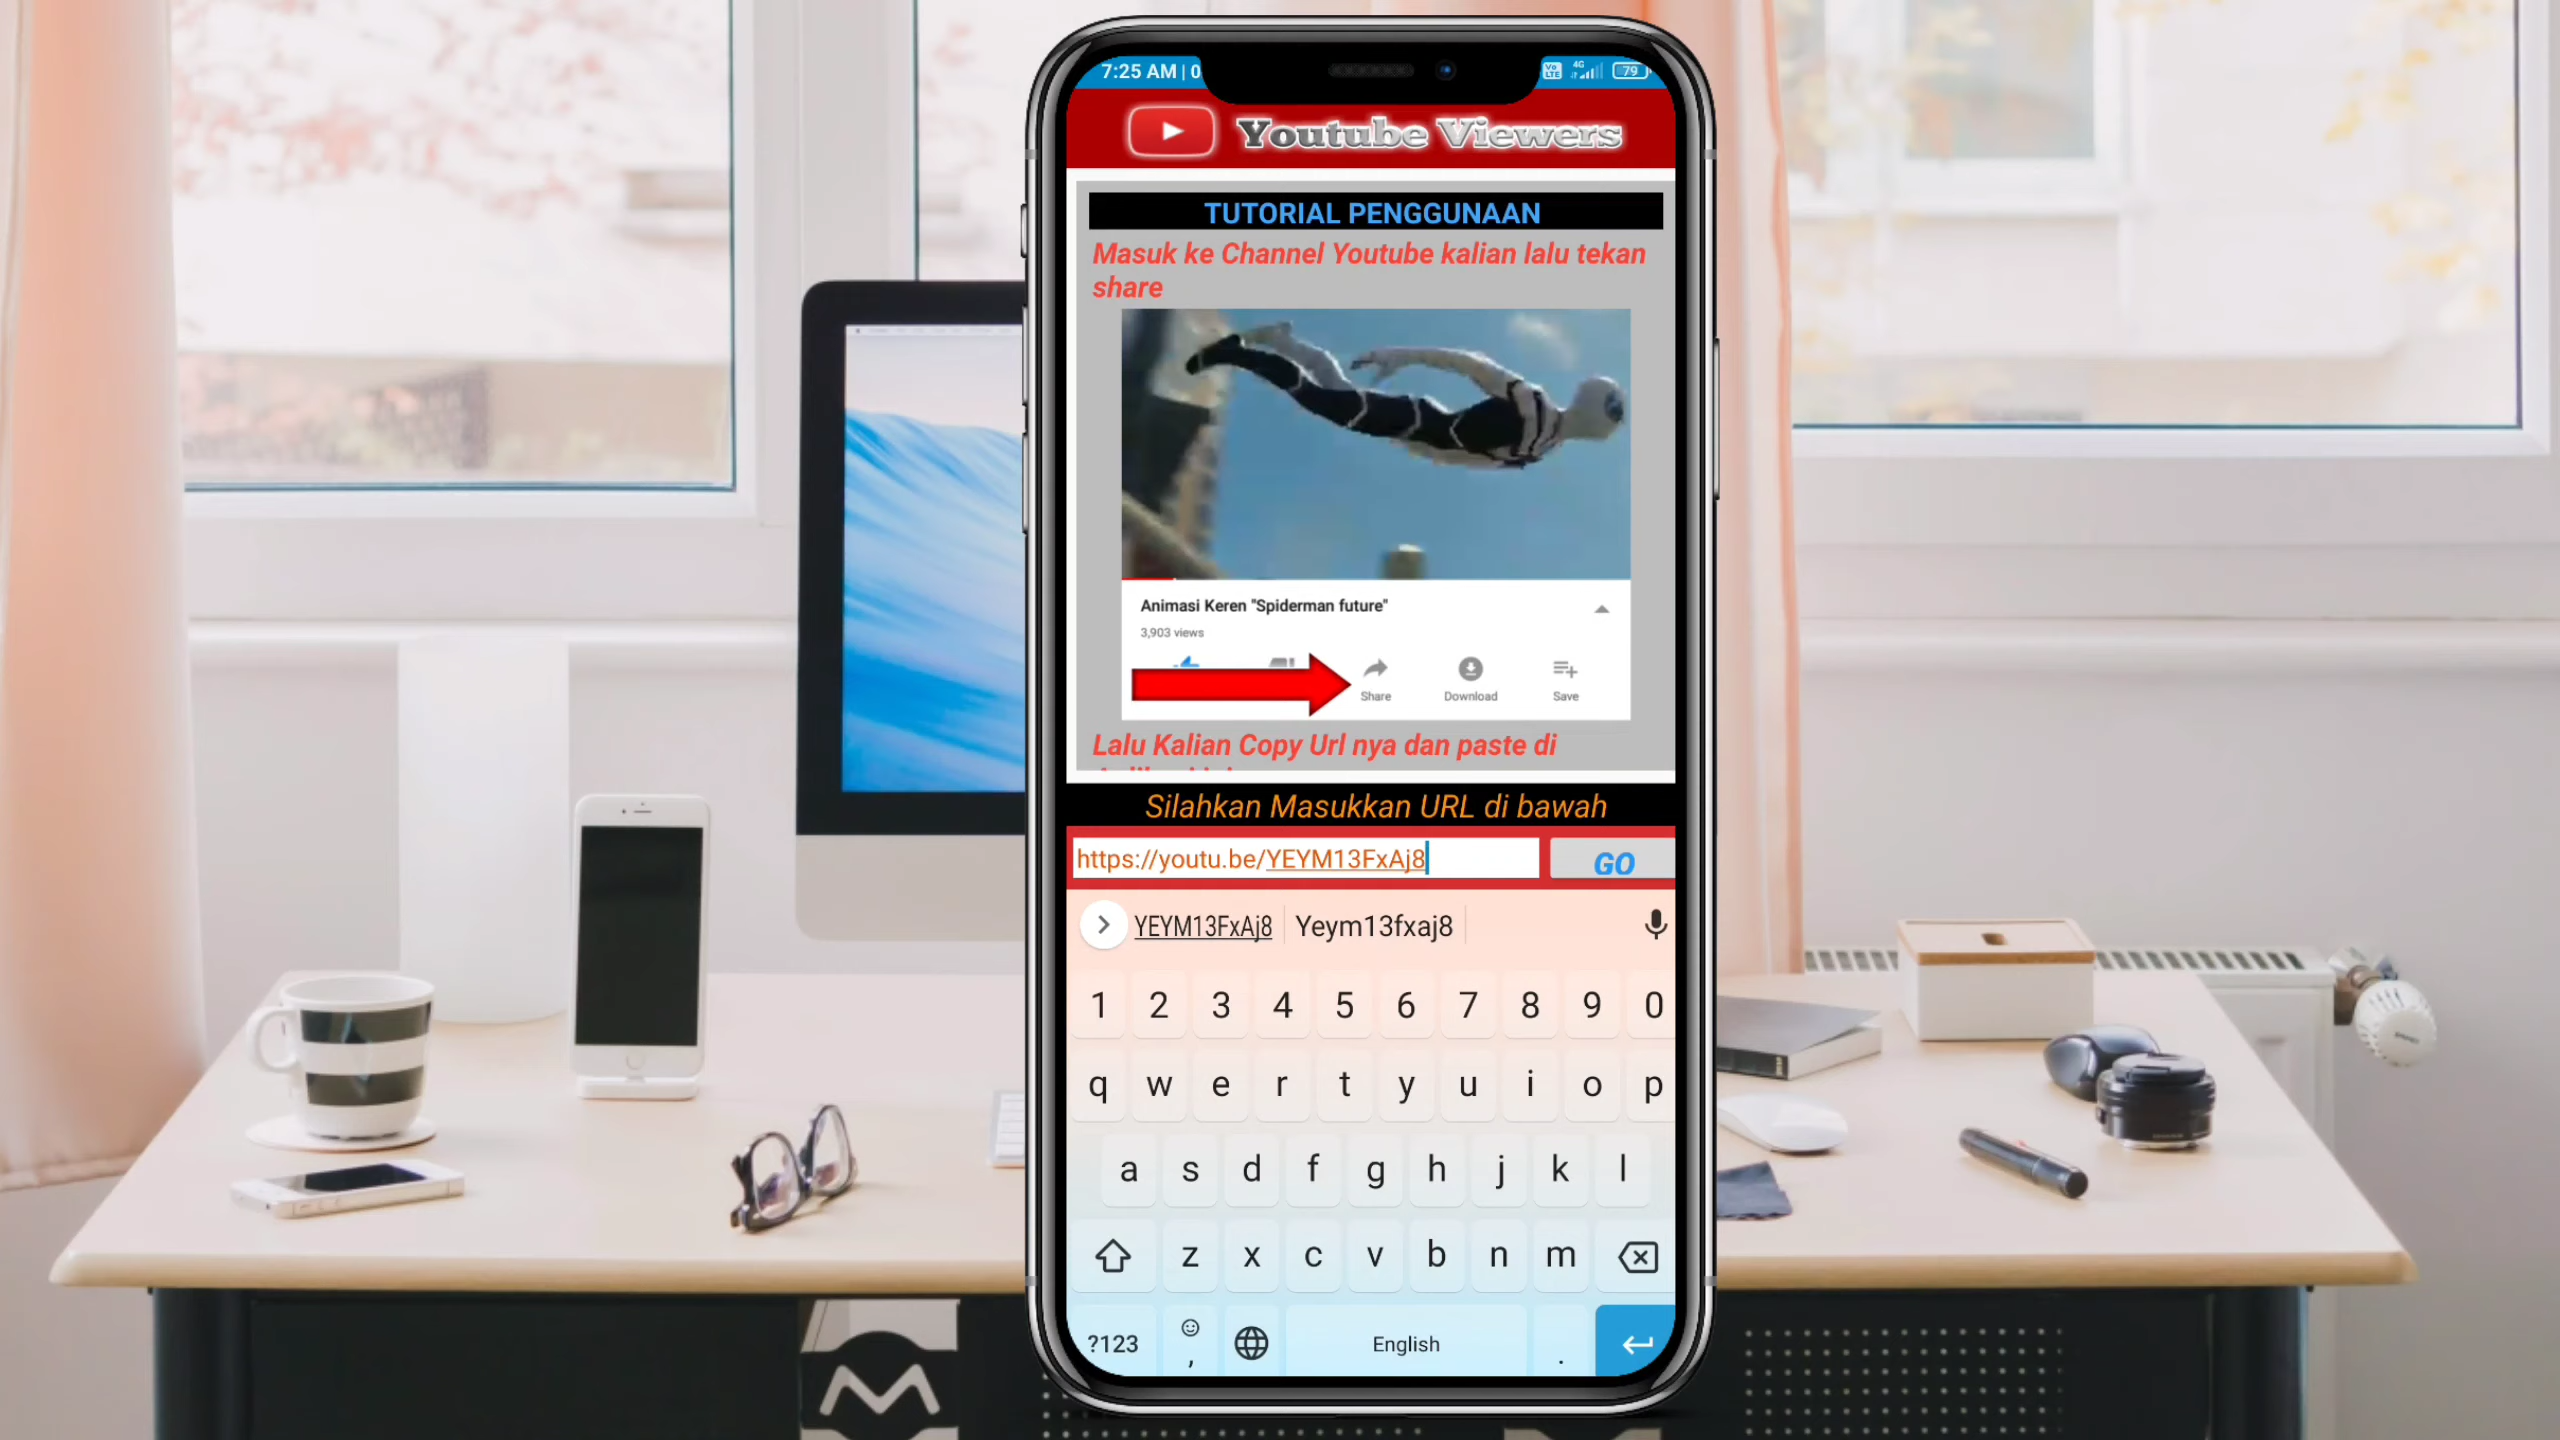 7:25 AM | 0
Vo LTE 4G 79
Youtube Viewers
TUTORIAL PENGGUNAAN
Masuk ke Channel Youtube kalian lalu tekan
share
Animasi Keren "Spiderman future"
3,903 views
Share Download Save
Lalu Kalian Copy Url nya dan paste di
Silahkan Masukkan URL di bawah
https://youtu.be/YEYM13FxAj8 GO
YEYM13FxAj8 Yeym13fxaj8
1 2 3 4 5 6 7 8 9 0
q w e r t y u i o p
a s d f g h j k l
z x c v b n m
?123 , English .